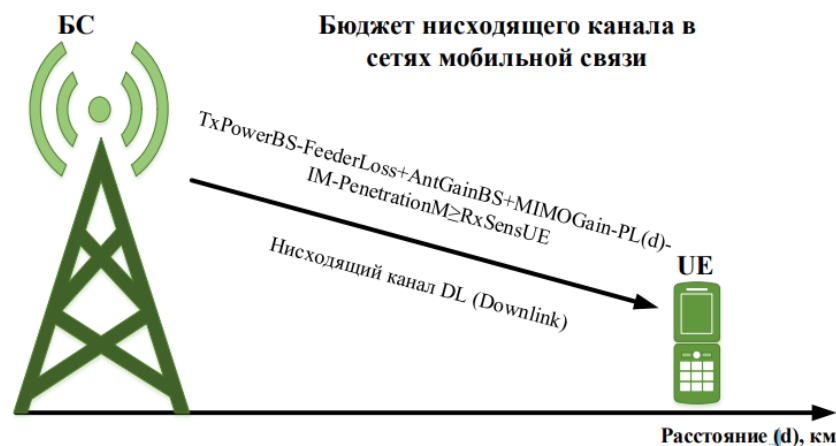 БС
Бюджет нисходящего канала в
сетях мобильной связи
TxPowerBS-FeederLoss+AntGainBS+MIMOGain-PL(d)-
IM-PenetrationM≥RxSensUE
Нисходящий канал DL (Downlink)
UE
Расстояние (d), км